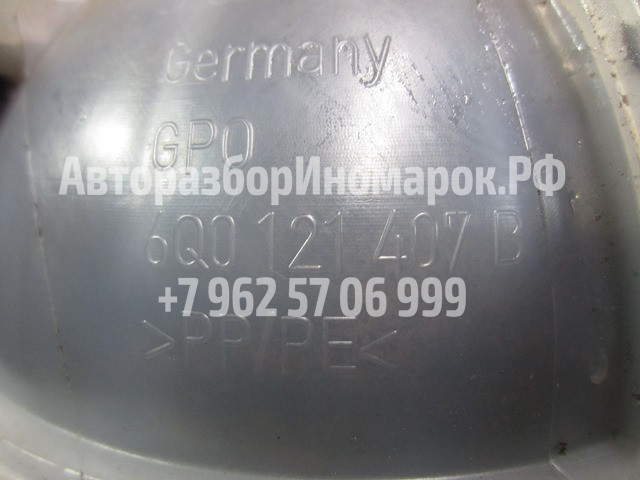 Germany
GPO
АвторазборИномарок.РФ
6Q0 121 407 B
+7 962 57 06 999
>PP/PE<